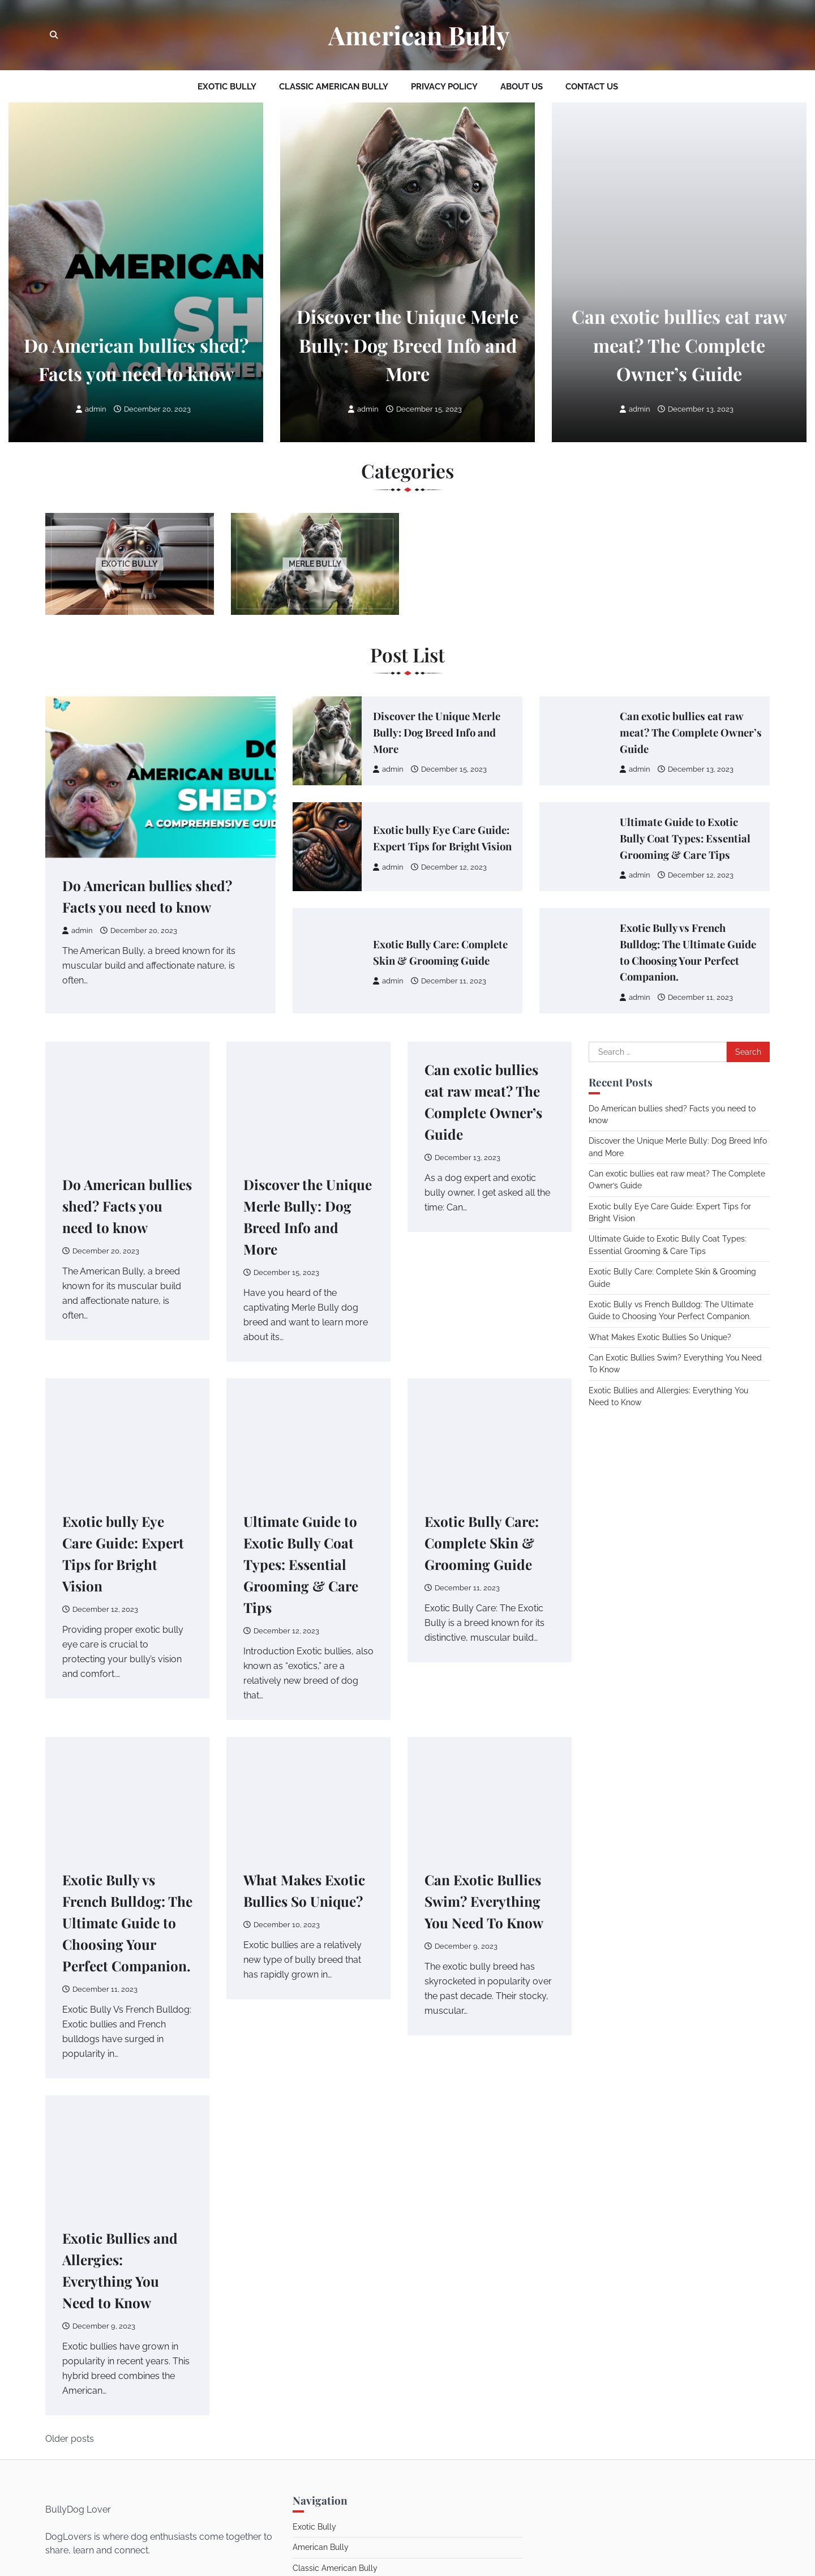 American Bully
EXOTIC BULLY
CLASSIC AMERICAN BULLY
PRIVACY POLICY
ABOUT US
CONTACT US
AMERICAN
SH
A COMPREHEN
Do American bullies shed?
Facts you need to know
admin
December 20, 2023
Discover the Unique Merle
Bully: Dog Breed Info and
More
admin
December 15, 2023
Can exotic bullies eat raw
meat? The Complete
Owner's Guide
admin
December 13, 2023
Categories
EXOTIC BULLY
MERLE BULLY
Post List
DO
AMERICAN BULLY
SHED?
A COMPREHENSIVE GUID
Do American bullies shed?
Facts you need to know
admin
December 20, 2023
The American Bully, a breed known for its
muscular build and affectionate nature, is
often…
Discover the Unique Merle
Bully: Dog Breed Info and
More
admin
December 15, 2023
Can exotic bullies eat raw
meat? The Complete Owner's
Guide
admin
December 13, 2023
Exotic bully Eye Care Guide:
Expert Tips for Bright Vision
admin
December 12, 2023
Ultimate Guide to Exotic
Bully Coat Types: Essential
Grooming & Care Tips
admin
December 12, 2023
Exotic Bully Care: Complete
Skin & Grooming Guide
admin
December 11, 2023
Exotic Bully vs French
Bulldog: The Ultimate Guide
to Choosing Your Perfect
Companion.
admin
December 11, 2023
Do American bullies
shed? Facts you
need to know
December 20, 2023
The American Bully, a breed
known for its muscular build
and affectionate nature, is
often…
Discover the Unique
Merle Bully: Dog
Breed Info and
More
December 15, 2023
Have you heard of the
captivating Merle Bully dog
breed and want to learn more
about its…
Can exotic bullies
eat raw meat? The
Complete Owner's
Guide
December 13, 2023
As a dog expert and exotic
bully owner, I get asked all the
time: Can…
Search …
Search
Recent Posts
Do American bullies shed? Facts you need to
know
Discover the Unique Merle Bully: Dog Breed Info
and More
Can exotic bullies eat raw meat? The Complete
Owner's Guide
Exotic bully Eye Care Guide: Expert Tips for
Bright Vision
Ultimate Guide to Exotic Bully Coat Types:
Essential Grooming & Care Tips
Exotic Bully Care: Complete Skin & Grooming
Guide
Exotic Bully vs French Bulldog: The Ultimate
Guide to Choosing Your Perfect Companion.
What Makes Exotic Bullies So Unique?
Can Exotic Bullies Swim? Everything You Need
To Know
Exotic Bullies and Allergies: Everything You
Need to Know
Exotic bully Eye
Care Guide: Expert
Tips for Bright
Vision
December 12, 2023
Providing proper exotic bully
eye care is crucial to
protecting your bully's vision
and comfort.…
Ultimate Guide to
Exotic Bully Coat
Types: Essential
Grooming & Care
Tips
December 12, 2023
Introduction Exotic bullies, also
known as “exotics,” are a
relatively new breed of dog
that…
Exotic Bully Care:
Complete Skin &
Grooming Guide
December 11, 2023
Exotic Bully Care: The Exotic
Bully is a breed known for its
distinctive, muscular build…
Exotic Bully vs
French Bulldog: The
Ultimate Guide to
Choosing Your
Perfect Companion.
December 11, 2023
Exotic Bully Vs French Bulldog:
Exotic bullies and French
bulldogs have surged in
popularity in…
What Makes Exotic
Bullies So Unique?
December 10, 2023
Exotic bullies are a relatively
new type of bully breed that
has rapidly grown in…
Can Exotic Bullies
Swim? Everything
You Need To Know
December 9, 2023
The exotic bully breed has
skyrocketed in popularity over
the past decade. Their stocky,
muscular…
Exotic Bullies and
Allergies:
Everything You
Need to Know
December 9, 2023
Exotic bullies have grown in
popularity in recent years. This
hybrid breed combines the
American…
Older posts
BullyDog Lover
DogLovers is where dog enthusiasts come together to
share, learn and connect.
Navigation
Exotic Bully
American Bully
Classic American Bully